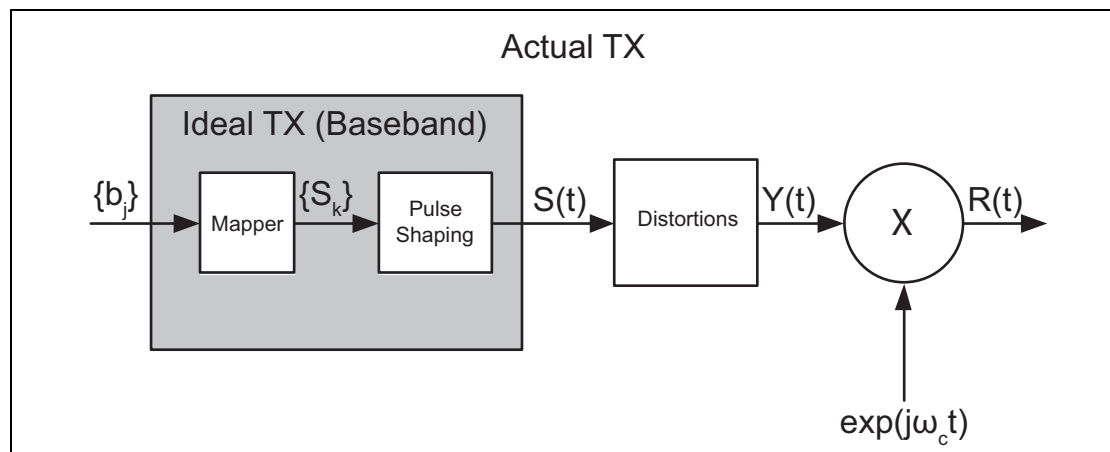 Actual TX
Ideal TX (Baseband)
{b_j}
Mapper
{S_k}
Pulse
Shaping
S(t)
Distortions
Y(t)
X
R(t)
exp(jω_c t)